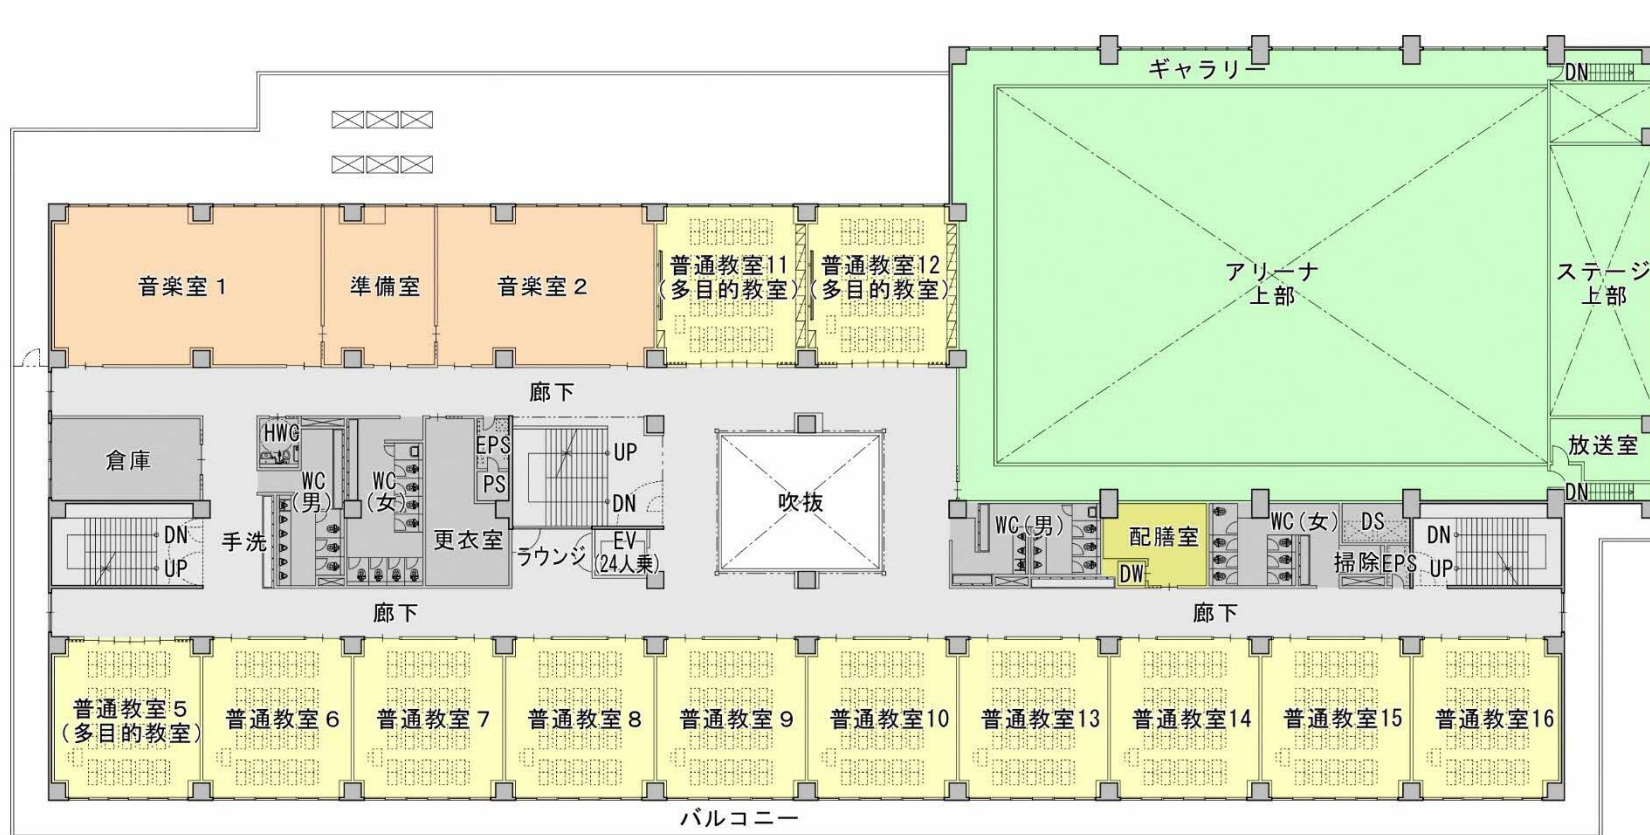 ギャラリー
DN
音楽室1
準備室
音楽室2
普通教室11
(多目的教室)
普通教室12
(多目的教室)
アリーナ
上部
ステージ
上部
廊下
倉庫
HWC
WC
(男)
WC
(女)
EPS
PS
UP
DN
吹抜
放送室
DN
DN
UP
手洗
更衣室
ラウンジ
EV
(24人乗)
WC(男)
配膳室
DW
WC(女)
DS
掃除
EPS
DN
UP
廊下
廊下
普通教室5
(多目的教室)
普通教室6
普通教室7
普通教室8
普通教室9
普通教室10
普通教室13
普通教室14
普通教室15
普通教室16
バルコニー